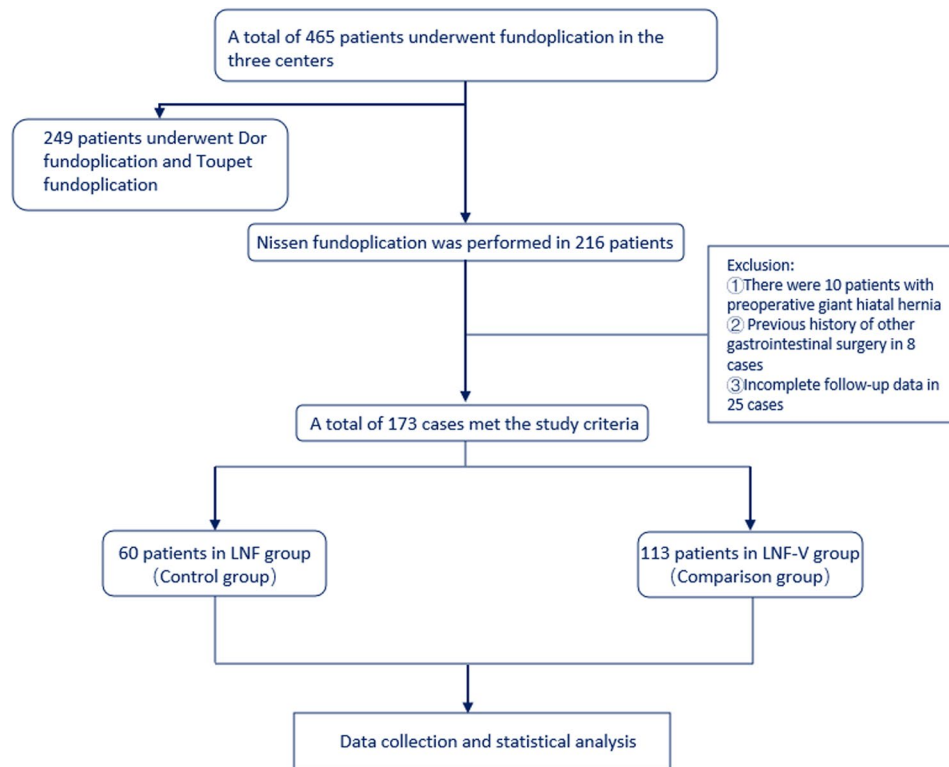 A total of 465 patients underwent fundoplication in the
three centers
249 patients underwent Dor
fundoplication and Toupet
fundoplication
Nissen fundoplication was performed in 216 patients
Exclusion:
①There were 10 patients with
preoperative giant hiatal hernia
② Previous history of other
gastrointestinal surgery in 8
cases
③Incomplete follow-up data in
25 cases
A total of 173 cases met the study criteria
60 patients in LNF group
（Control group）
113 patients in LNF-V group
（Comparison group）
Data collection and statistical analysis